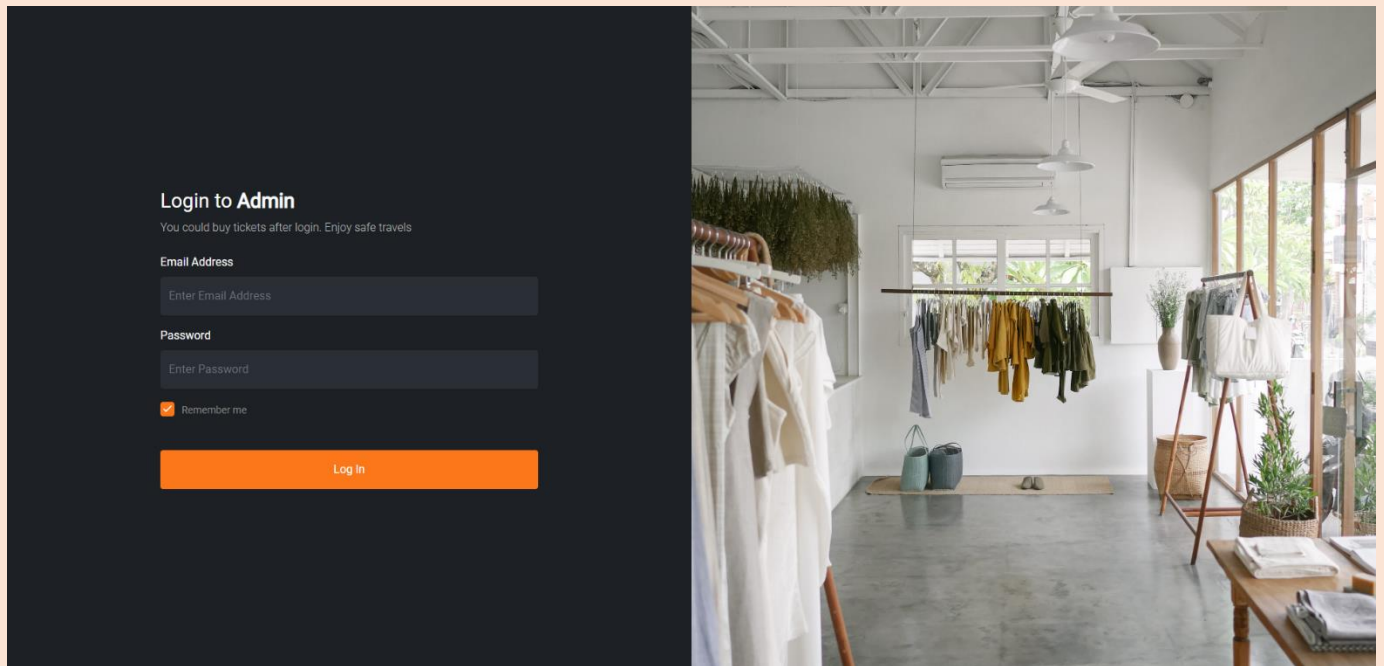 Login to Admin
You could buy tickets after login. Enjoy safe travels
Email Address
Enter Email Address
Password
Enter Password
Remember me
Log In